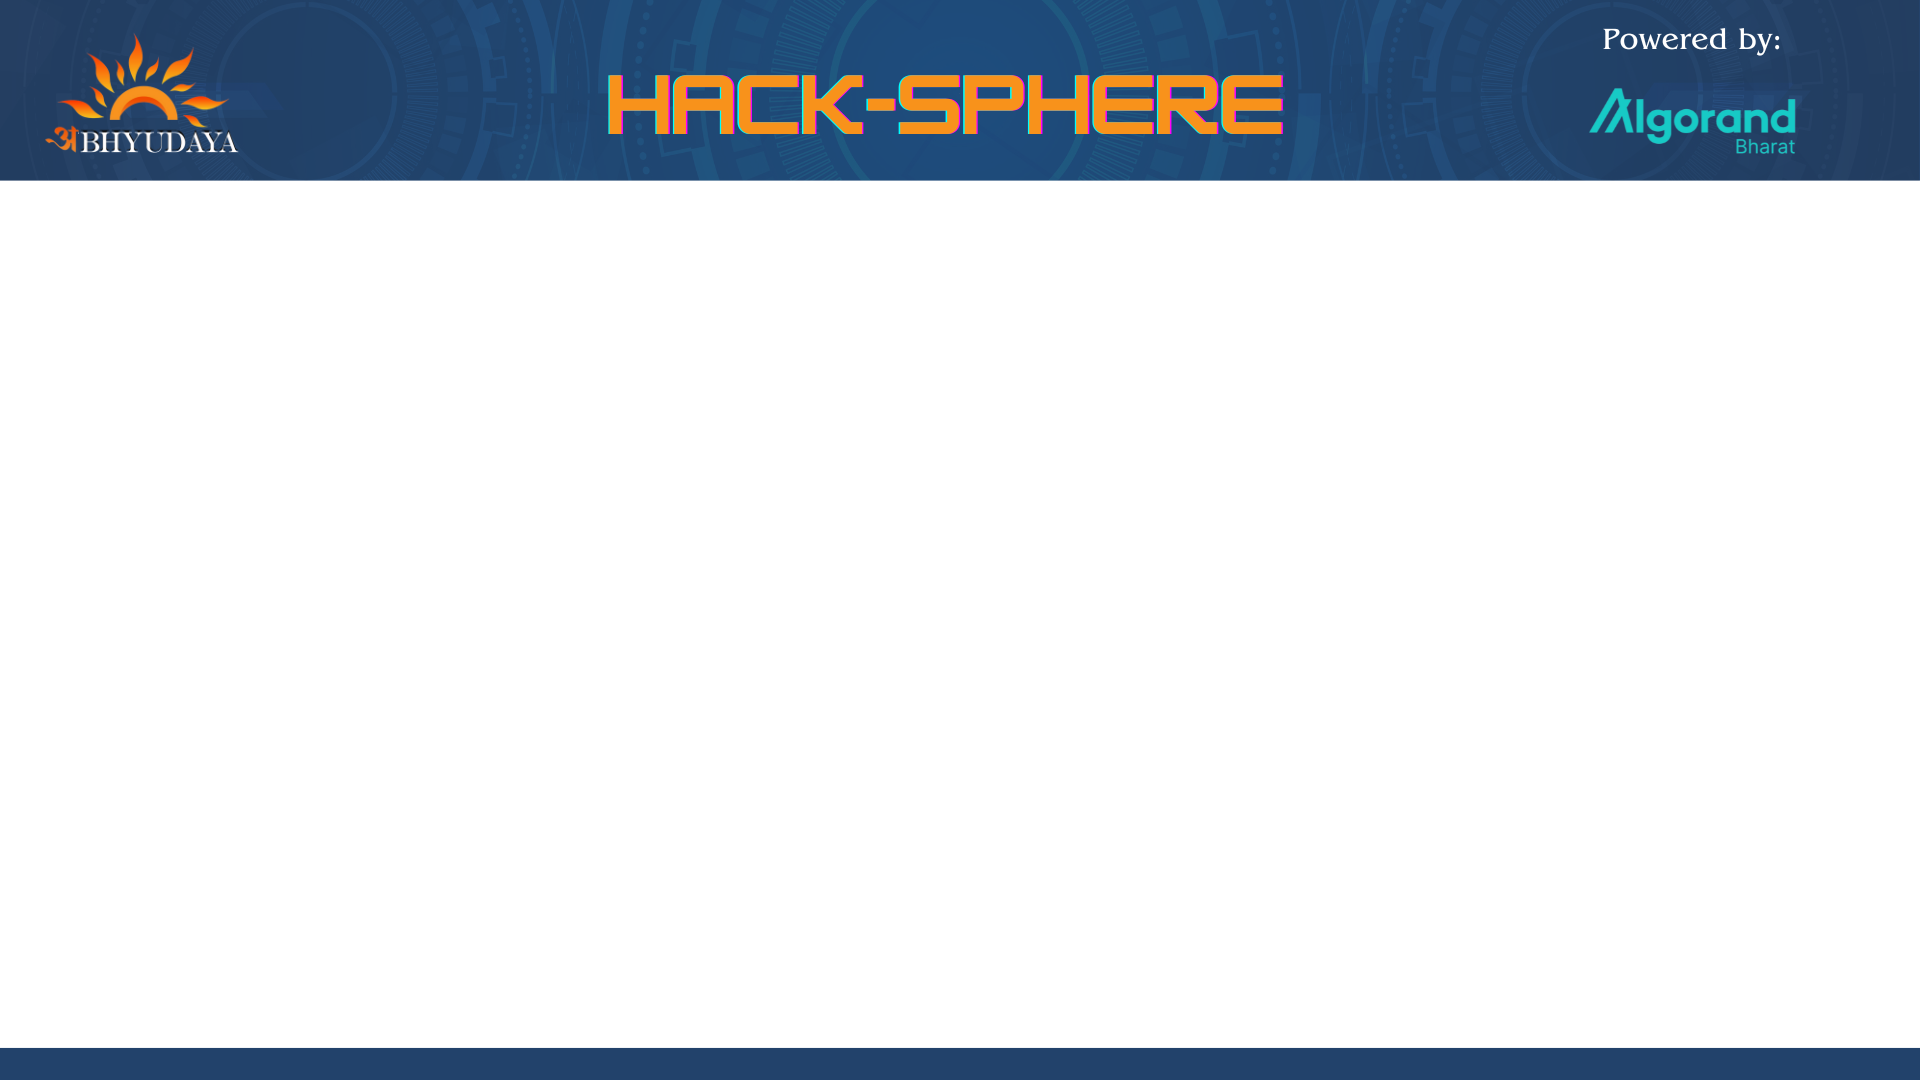 अBHYUDAYA
HACK-SPHERE
Powered by:
Algorand
Bharat